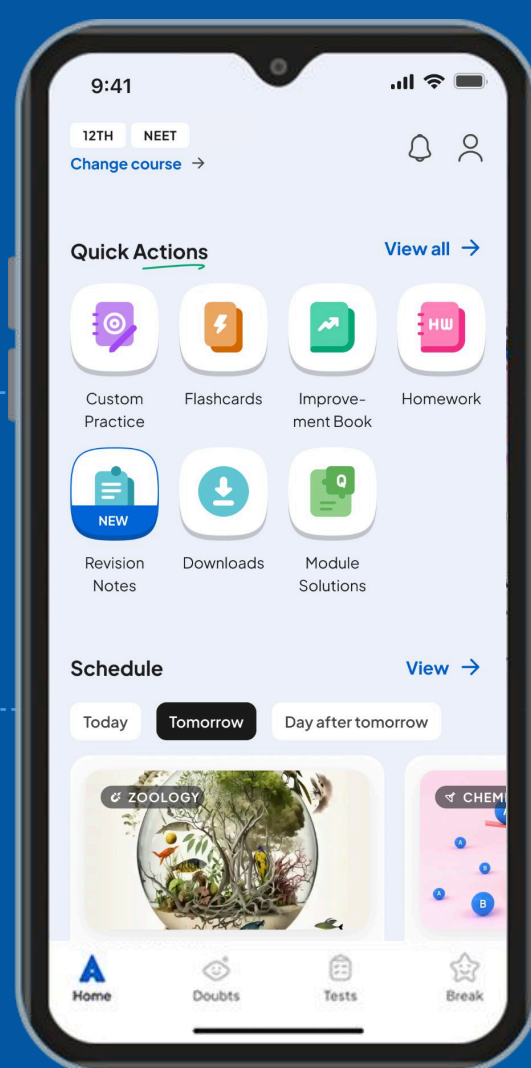 9:41
12TH NEET
Change course →
Quick Actions
View all →
HW
Custom Practice
Flashcards
Improve-
ment Book
Homework
NEW
Q
Revision
Notes
Downloads
Module
Solutions
Schedule
View →
Today
Tomorrow
Day after tomorrow
ZOOLOGY
CHEM
A
A
B
B
A
Home
Doubts
Tests
Break